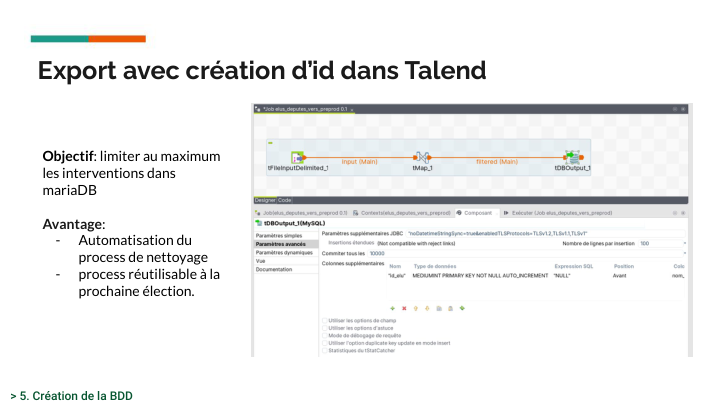 Export avec création d'id dans Talend
Objectif: limiter au maximum
les interventions dans
mariaDB
Avantage:
- Automatisation du
process de nettoyage
- process réutilisable à la
prochaine élection.
*Job elus_deputes_vers_preprod 0.1
tFileInputDelimited_1
input (Main)
tMap_1
filtered (Main)
tDBOutput_1
Designer Code
Job(elus_deputes_vers_preprod 0.1)
Contexts(elus_deputes_vers_preprod)
Composant
Exécuter (Job elus_deputes_vers_preprod)
tDBOutput_1(MySQL)
Paramètres simples
Paramètres avancés
Paramètres dynamiques
Vue
Documentation
Paramètres supplémentaires JDBC "noDatetimeStringSync=true&enabledTLSProtocols=TLSv1.2,TLSv1.1,TLSv1"
Insertions étendues (Not compatible with reject links) Nombre de lignes par insertion 100
Commiter tous les 10000
Colonnes supplémentaires
Nom Type de données Expression SQL Position Colo
"id_elu" MEDIUMINT PRIMARY KEY NOT NULL AUTO_INCREMENT "NULL" Avant nom_
Utiliser les options de champ
Utiliser les options d'astuce
Mode de débogage de requête
Utiliser l'option duplicate key update en mode insert
Statistiques du tStatCatcher
> 5. Création de la BDD